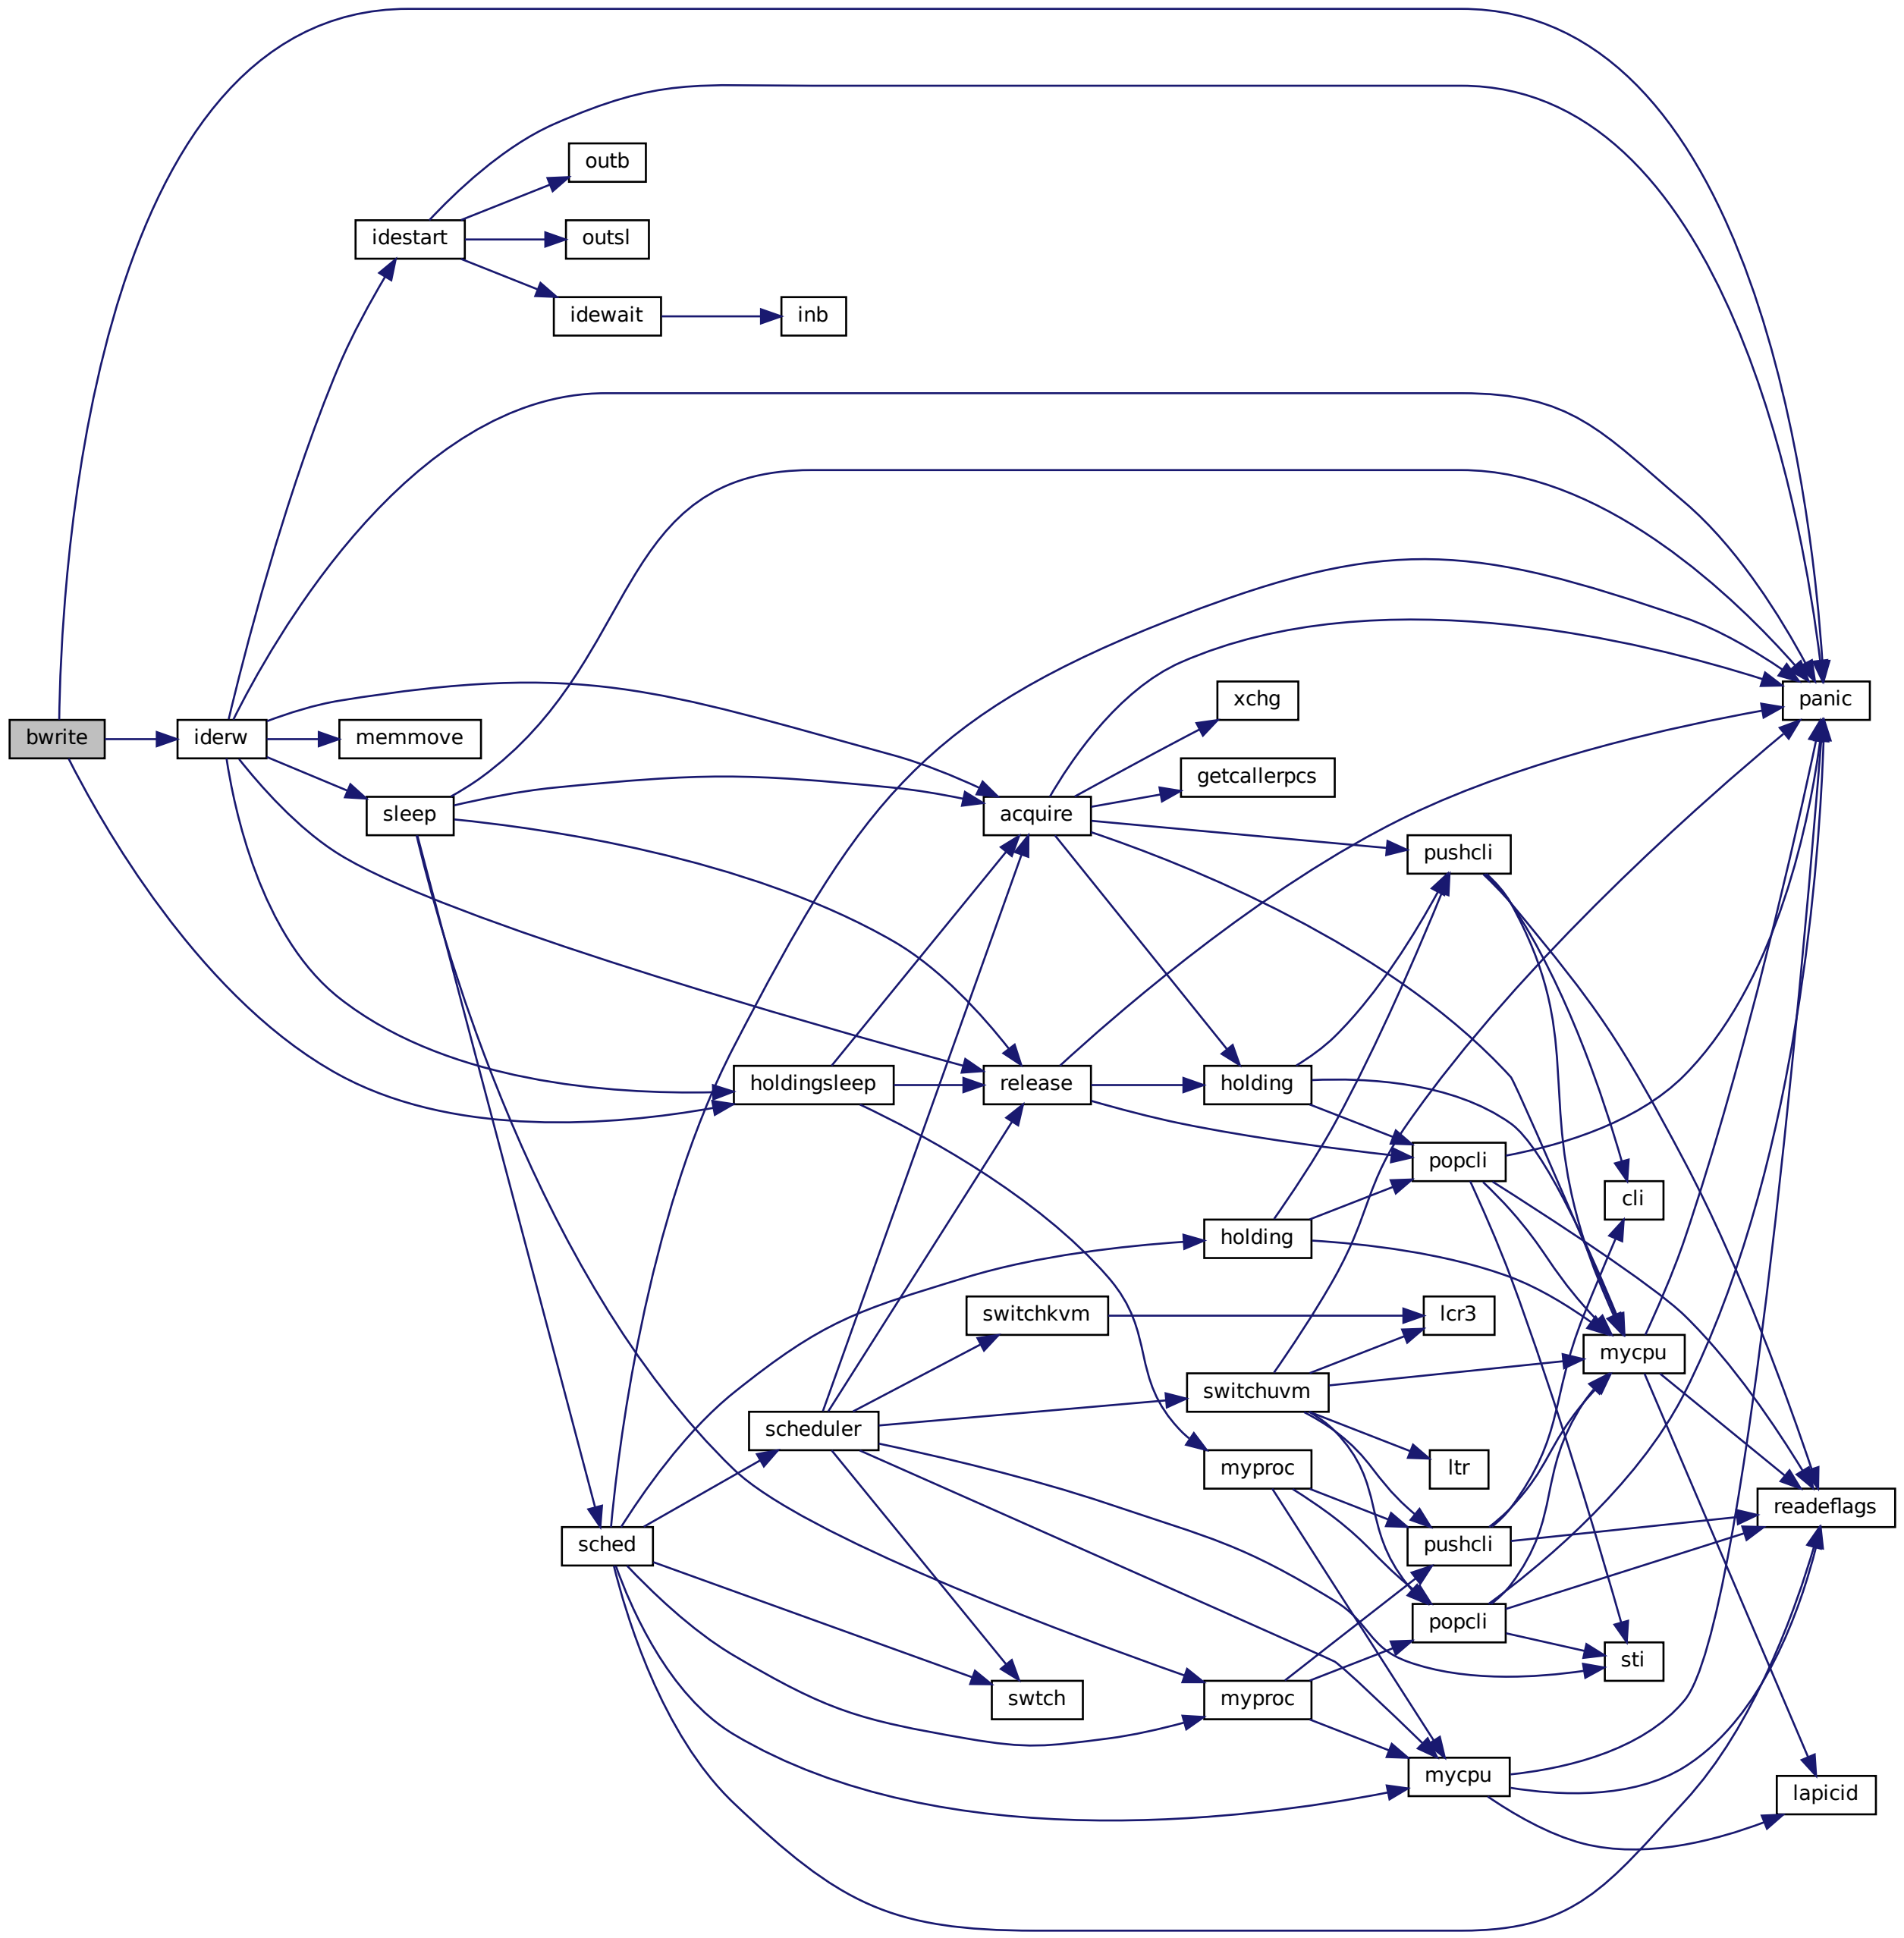 outb
idestart
outsl
idewait
inb
panic
xchg
bwrite
iderw
memmove
getcallerpcs
sleep
acquire
pushcli
holdingsleep
release
holding
popcli
cli
holding
switchkvm
lcr3
mycpu
switchuvm
scheduler
myproc
ltr
readeflags
sched
pushcli
popcli
sti
swtch
myproc
mycpu
lapicid